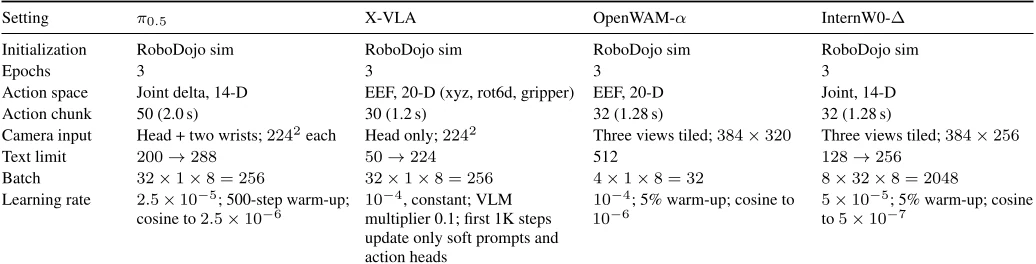 Setting π0.5 X-VLA OpenWAM-α InternW0-Δ
Initialization RoboDojo sim RoboDojo sim RoboDojo sim RoboDojo sim
Epochs 3 3 3 3
Action space Joint delta, 14-D EEF, 20-D (xyz, rot6d, gripper) EEF, 20-D Joint, 14-D
Action chunk 50 (2.0 s) 30 (1.2 s) 32 (1.28 s) 32 (1.28 s)
Camera input Head + two wrists; 224² each Head only; 224² Three views tiled; 384 × 320 Three views tiled; 384 × 256
Text limit 200 → 288 50 → 224 512 128 → 256
Batch 32 × 1 × 8 = 256 32 × 1 × 8 = 256 4 × 1 × 8 = 32 8 × 32 × 8 = 2048
Learning rate 2.5 × 10⁻⁵; 500-step warm-up; 10⁻⁴, constant; VLM 10⁻⁴; 5% warm-up; cosine to 5 × 10⁻⁵; 5% warm-up; cosine
cosine to 2.5 × 10⁻⁶ multiplier 0.1; first 1K steps 10⁻⁶ to 5 × 10⁻⁷
update only soft prompts and
action heads